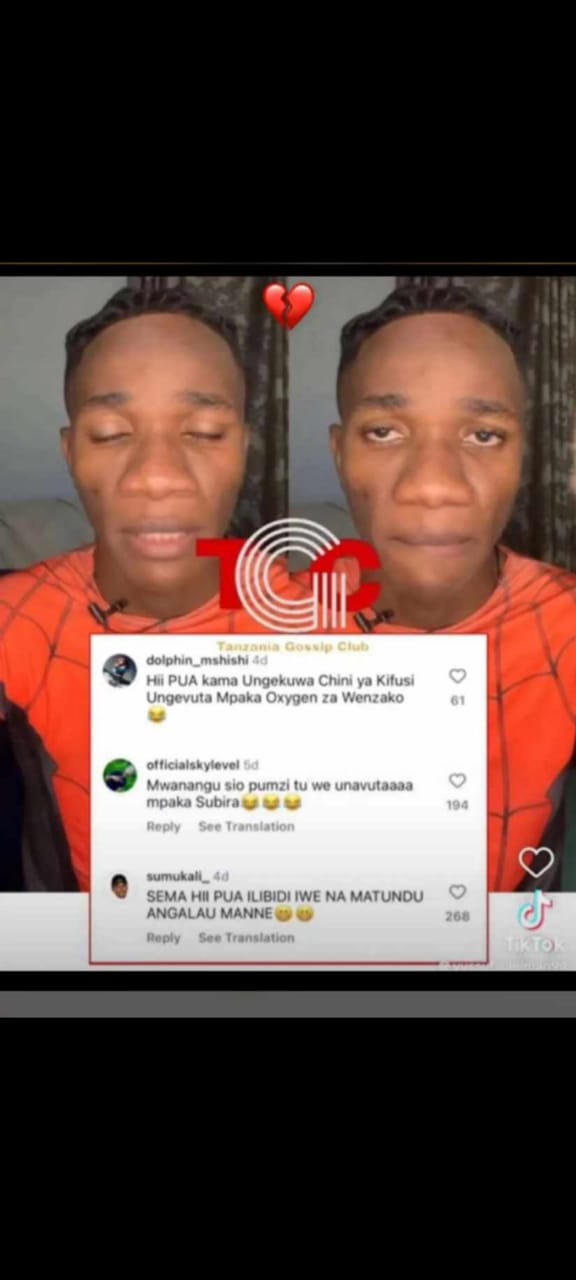 TGC
Tanzania Gossip Club
dolphin_mshishi 4d
Hii PUA kama Ungekuwa Chini ya Kifusi
Ungevuta Mpaka Oxygen za Wenzako
😂
61
officialskylevel 5d
Mwanangu sio pumzi tu we unavutaaaa
mpaka Subira😂😂😂
194
Reply See Translation
sumukali_ 4d
SEMA HII PUA ILIBIDI IWE NA MATUNDU
ANGALAU MANNE😁😁
268
Reply See Translation
TikTok